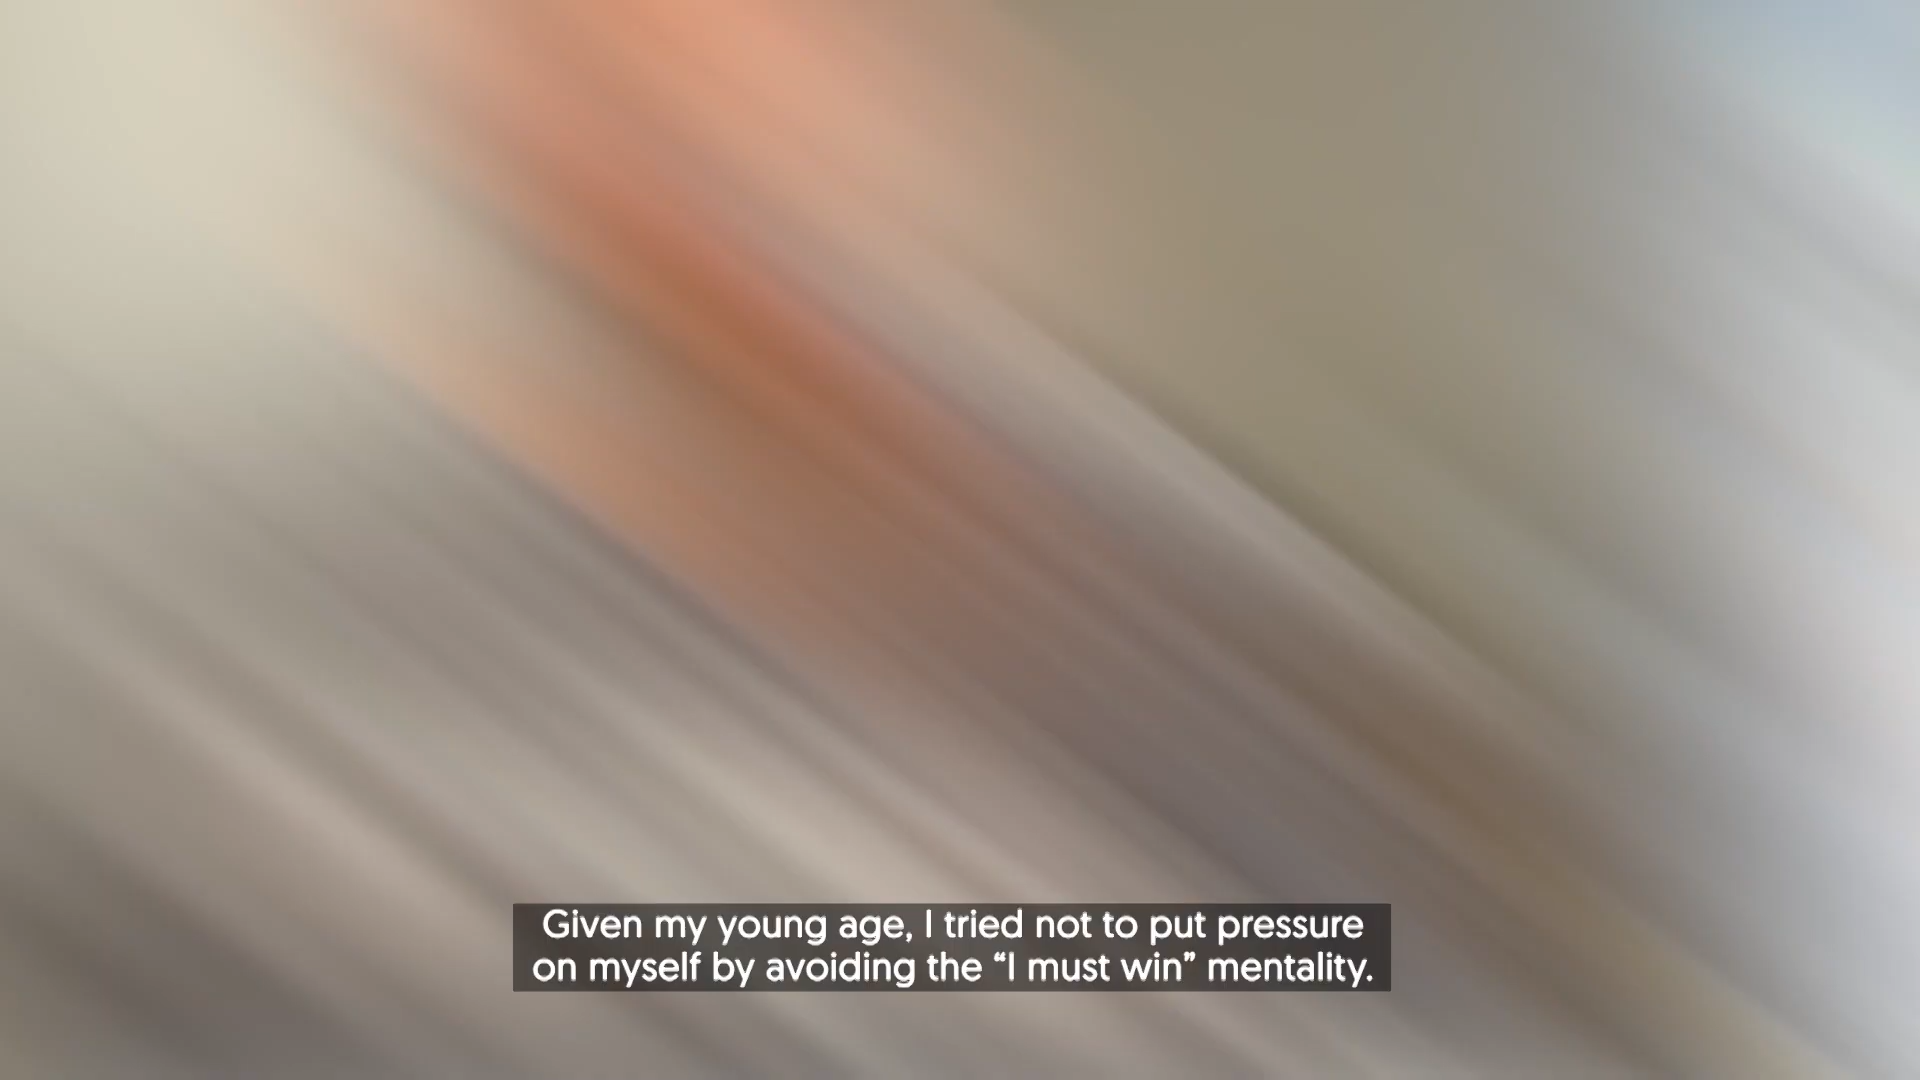 Given my young age, I tried not to put pressure
on myself by avoiding the “I must win” mentality.